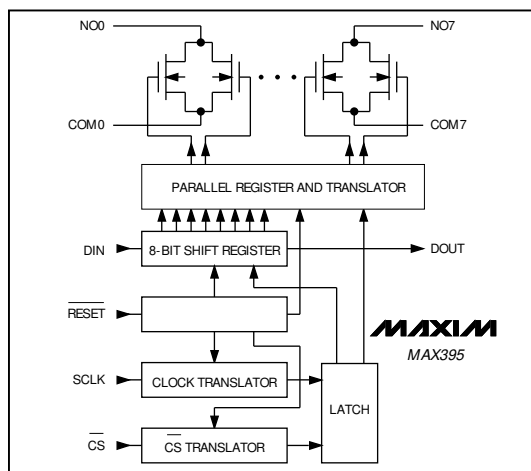 NO0
NO7
COM0
COM7
PARALLEL REGISTER AND TRANSLATOR
DIN
8-BIT SHIFT REGISTER
DOUT
RESET
MAXIM
MAX395
SCLK
CLOCK TRANSLATOR
LATCH
CS
CS TRANSLATOR